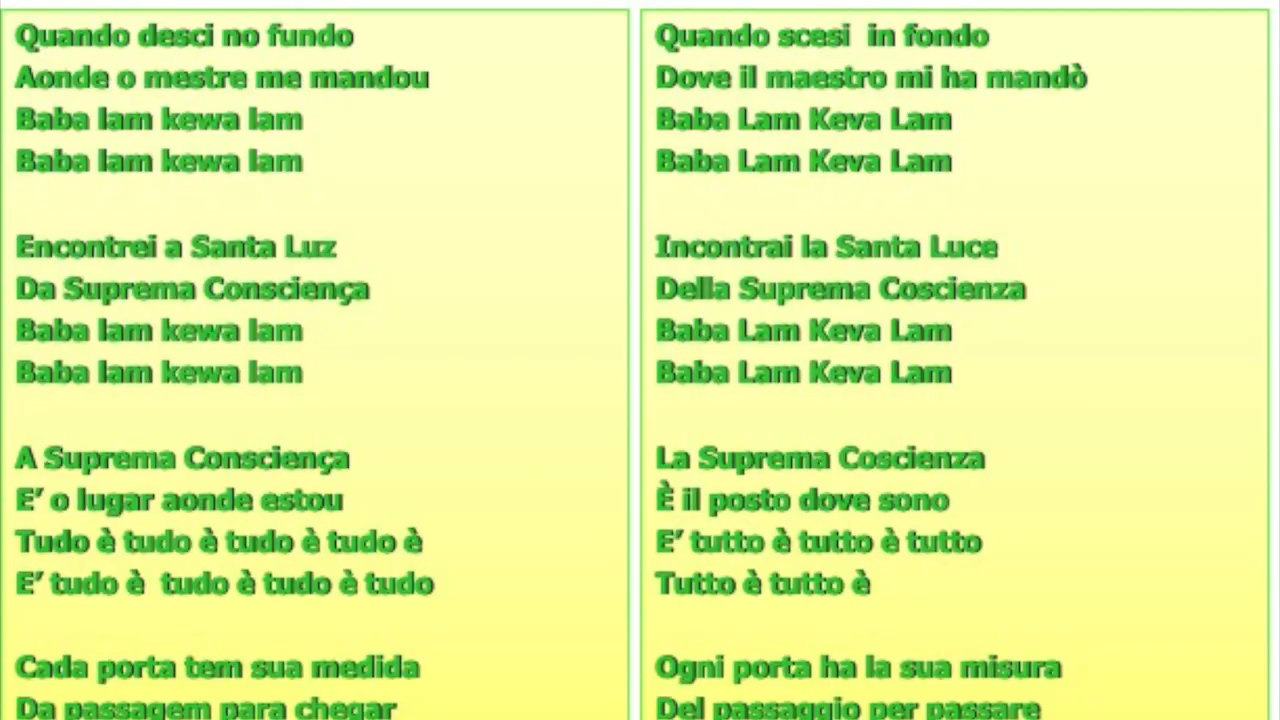 Quando desci no fundo
Aonde o mestre me mandou
Baba lam kewa lam
Baba lam kewa lam
Encontrei a Santa Luz
Da Suprema Consciença
Baba lam kewa lam
Baba lam kewa lam
A Suprema Consciença
E’ o lugar aonde estou
Tudo è tudo è tudo è tudo è
E’ tudo è  tudo è tudo è tudo
Cada porta tem sua medida
Da passagem para chegar
Quando scesi  in fondo
Dove il maestro mi ha mandò
Baba Lam Keva Lam
Baba Lam Keva Lam
Incontrai la Santa Luce
Della Suprema Coscienza
Baba Lam Keva Lam
Baba Lam Keva Lam
La Suprema Coscienza
È il posto dove sono
E’ tutto è tutto è tutto
Tutto è tutto è
Ogni porta ha la sua misura
Del passaggio per passare